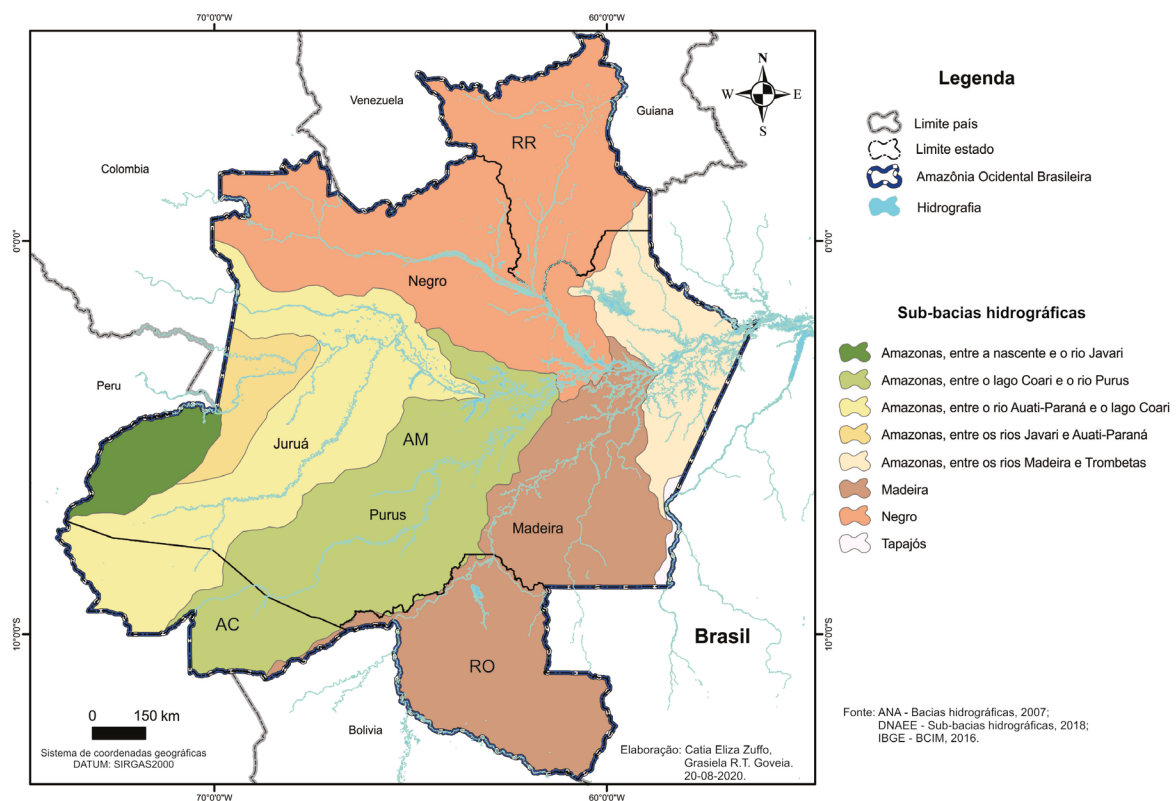 70°0'0"W
60°0'0"W
N
W
E
S
Venezuela
Guiana
RR
Colombia
0°0'0"
0°0'0"
Negro
Peru
Juruá
AM
Purus
Madeira
10°0'0"S
10°0'0"S
AC
RO
Brasil
Bolivia
0 150 km
Sistema de coordenadas geográficas
DATUM: SIRGAS2000
Elaboração: Catia Eliza Zuffo,
Grasiela R.T. Goveia.
20-08-2020.
70°0'0"W
60°0'0"W
Legenda
Limite país
Limite estado
Amazônia Ocidental Brasileira
Hidrografia
Sub-bacias hidrográficas
Amazonas, entre a nascente e o rio Javari
Amazonas, entre o lago Coari e o rio Purus
Amazonas, entre o rio Auati-Paraná e o lago Coari
Amazonas, entre os rios Javari e Auati-Paraná
Amazonas, entre os rios Madeira e Trombetas
Madeira
Negro
Tapajós
Fonte: ANA - Bacias hidrográficas, 2007;
DNAEE - Sub-bacias hidrográficas, 2018;
IBGE - BCIM, 2016.